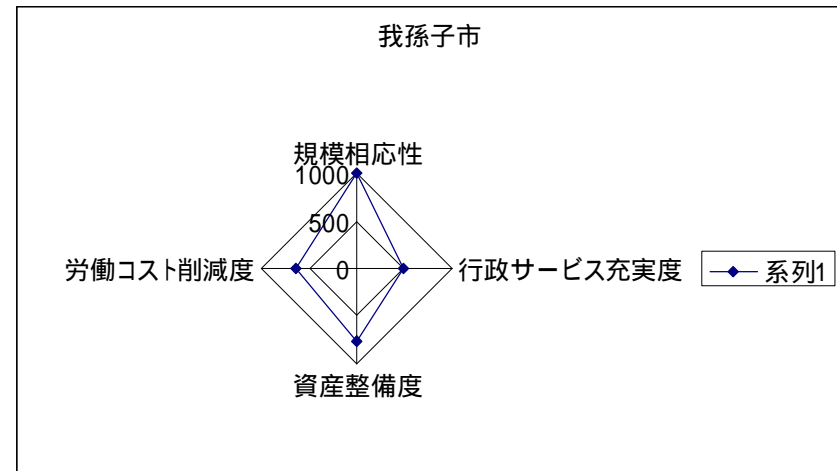 我孫子市
規模相応性
1000
500
0
労働コスト削減度
行政サービス充実度
系列1
資産整備度